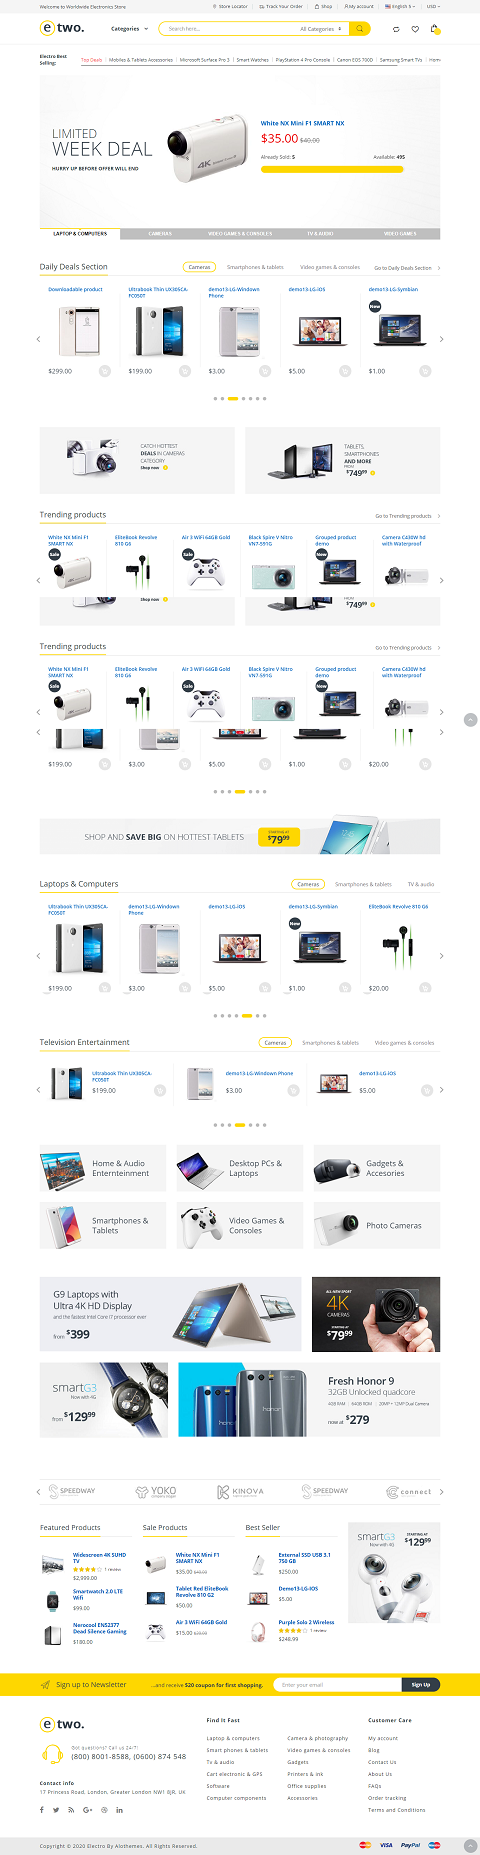 Welcome to Worldwide Electronics Store
Store Locator
Track Your Order
Shop
My account
English
USD
e two.
Categories
Search here...
All Categories
Electro Best Selling:
Top Deals
Mobiles & Tablets Accessories
Microsoft Surface Pro 3
Smart Watches
PlayStation 4 Pro Console
Canon EOS 700D
Samsung Smart TVs
LIMITED
WEEK DEAL
HURRY UP BEFORE OFFER WILL END
White NX Mini F1 SMART NX
$35.00 $40.00
Already Sold: 5
Available: 495
LAPTOP & COMPUTERS
CAMERAS
VIDEO GAMES & CONSOLES
TV & AUDIO
VIDEO GAMES
Daily Deals Section
Cameras
Smartphones & tablets
Video games & consoles
Go to Daily Deals Section
Downloadable product
Ultrabook Thin UX305CA-FC050T
demo13-LG-Windown Phone
demo13-LG-iOS
demo13-LG-Symbian
New
$299.00
$199.00
$3.00
$5.00
$1.00
CATCH HOTTEST
DEALS IN CAMERAS
CATEGORY
Shop now
TABLETS,
SMARTPHONES
AND MORE
FROM
$749.99
Trending products
Go to Trending products
White NX Mini F1 SMART NX
EliteBook Revolve 810 G6
Air 3 WiFi 64GB Gold
Black Spire V Nitro VN7-591G
Grouped product demo
Camera C430W hd with Waterproof
Sale
Sale
New
Shop now
$749.99
Trending products
Go to Trending products
White NX Mini F1 SMART NX
EliteBook Revolve 810 G6
Air 3 WiFi 64GB Gold
Black Spire V Nitro VN7-591G
Grouped product demo
Camera C430W hd with Waterproof
Sale
Sale
New
$199.00
$3.00
$5.00
$1.00
$20.00
SHOP AND SAVE BIG ON HOTTEST TABLETS
STARTING AT
$79.99
Laptops & Computers
Cameras
Smartphones & tablets
TV & audio
Ultrabook Thin UX305CA-FC050T
demo13-LG-Windown Phone
demo13-LG-iOS
demo13-LG-Symbian
EliteBook Revolve 810 G6
New
$199.00
$3.00
$5.00
$1.00
$20.00
Television Entertainment
Cameras
Smartphones & tablets
Video games & consoles
Ultrabook Thin UX305CA-FC050T
$199.00
demo13-LG-Windown Phone
$3.00
demo13-LG-iOS
$5.00
Home & Audio Enternteinment
Desktop PCs & Laptops
Gadgets & Accesories
Smartphones & Tablets
Video Games & Consoles
Photo Cameras
G9 Laptops with
Ultra 4K HD Display
and the fastest Intel Core i7 processor ever
from $399
ALL-NEW SPORT
4K
CAMERAS
STARTING AT
$79.99
smartG3
Now with 4G
from $129.99
honor
Fresh Honor 9
32GB Unlocked quadcore
4GB RAM | 64GB ROM | 20MP + 12MP Dual Camera
now at $279
SPEEDWAY
YOKO
KINOVA
SPEEDWAY
connect
Featured Products
Sale Products
Best Seller
Widescreen 4K SUHD TV
1 review
$2,999.00
Smartwatch 2.0 LTE Wifi
$99.00
Nerocool EN52377 Dead Silence Gaming
$180.00
White NX Mini F1 SMART NX
$35.00 $40.00
Tablet Red EliteBook Revolve 810 G2
$50.00
Air 3 WiFi 64GB Gold
$15.00 $20.00
External SSD USB 3.1 750 GB
$250.00
Demo13-LG-IOS
$5.00
Purple Solo 2 Wireless
1 review
$248.99
smartG3
Now with 4G
STARTING AT
$129.99
Sign up to Newsletter
...and receive $20 coupon for first shopping.
Enter your email
Sign Up
e two.
Got questions? Call us 24/7!
(800) 8001-8588, (0600) 874 548
Contact info
17 Princess Road, London, Greater London NW1 8JR, UK
Find It Fast
Laptop & computers
Smart phones & tablets
Tv & audio
Cart electronic & GPS
Software
Computer components
Camera & photography
Video games & consoles
Gadgets
Printers & ink
Office supplies
Accessories
Customer Care
My account
Blog
Contact Us
About Us
FAQs
Order tracking
Terms and Conditions
Copyright © 2020 Electro By Alothemes. All Rights Reserved.
VISA
PayPal